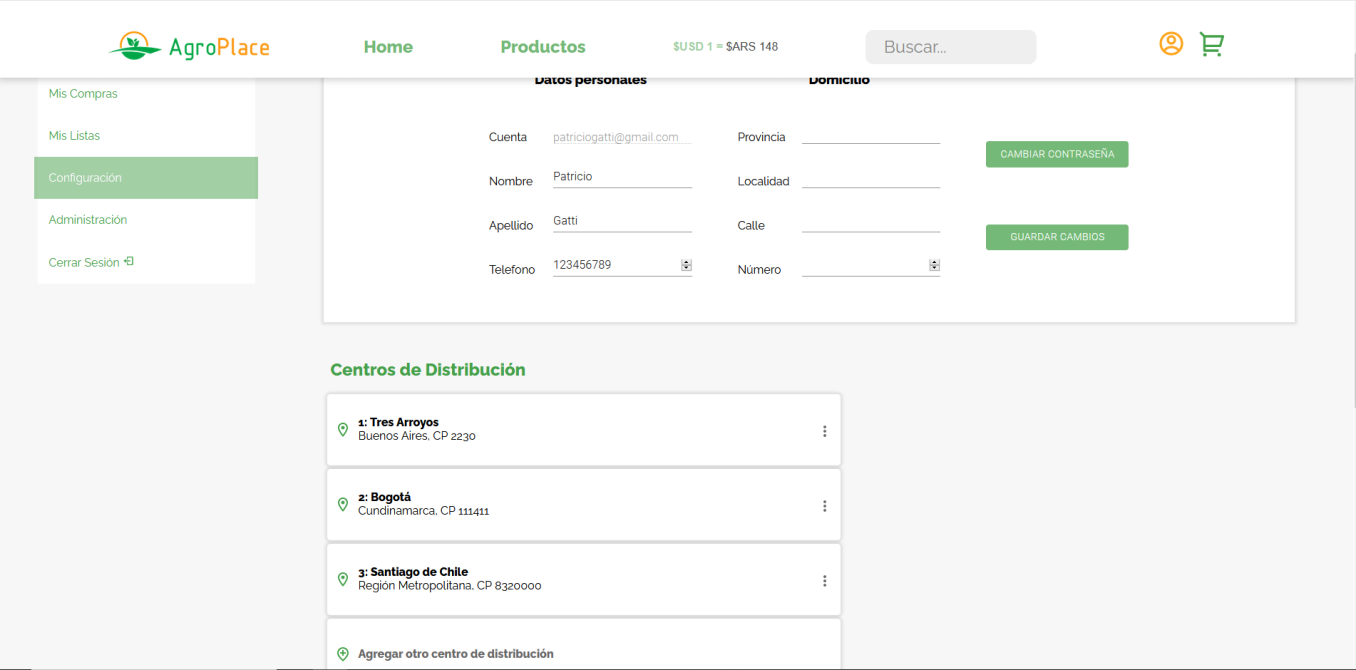 AgroPlace
Home
Productos
$USD 1 = $ARS 148
Buscar...
Mis Compras
Mis Listas
Configuración
Administración
Cerrar Sesión
Datos personales
Cuenta patriciogatti@gmail.com
Nombre Patricio
Apellido Gatti
Telefono 123456789
Domicilio
Provincia
Localidad
Calle
Número
CAMBIAR CONTRASEÑA
GUARDAR CAMBIOS
Centros de Distribución
1: Tres Arroyos
Buenos Aires, CP 2230
2: Bogotá
Cundinamarca, CP 111411
3: Santiago de Chile
Región Metropolitana, CP 8320000
Agregar otro centro de distribución